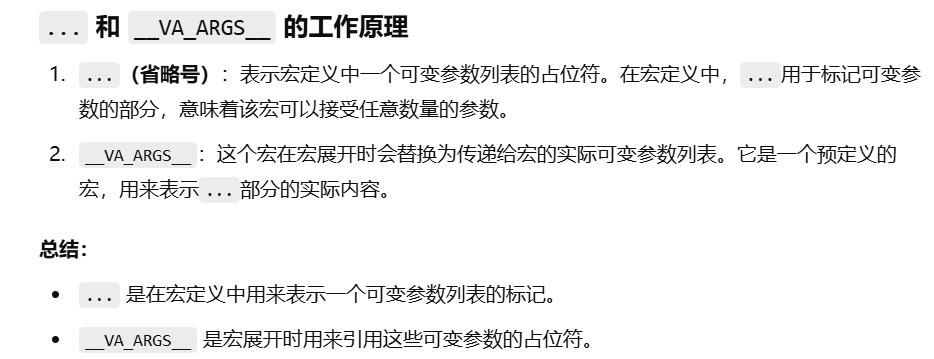 ... 和 __VA_ARGS__ 的工作原理
1. ...（省略号）：表示宏定义中一个可变参数列表的占位符。在宏定义中，...用于标记可变参
数的部分，意味着该宏可以接受任意数量的参数。
2. __VA_ARGS__：这个宏在宏展开时会替换为传递给宏的实际可变参数列表。它是一个预定义的
宏，用来表示...部分的实际内容。
总结：
• ... 是在宏定义中用来表示一个可变参数列表的标记。
• __VA_ARGS__ 是宏展开时用来引用这些可变参数的占位符。